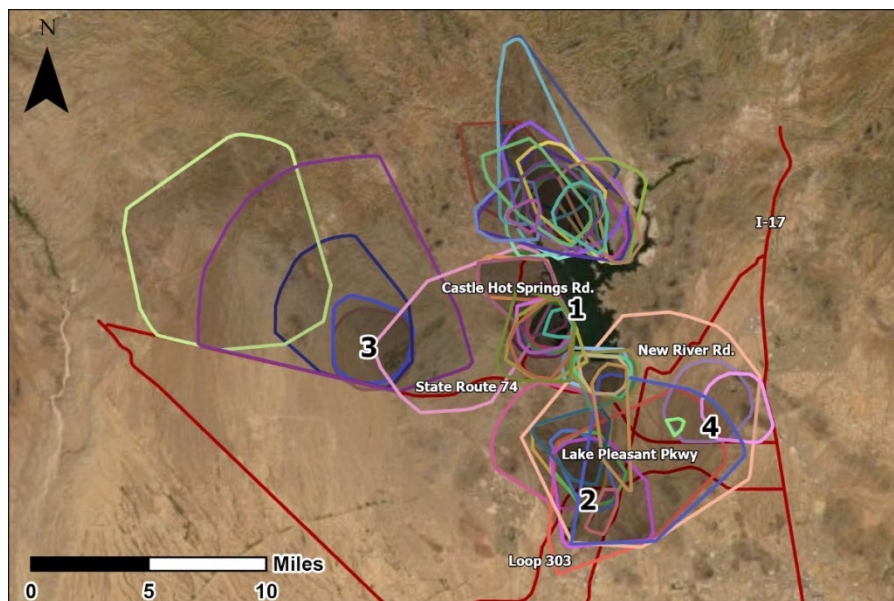 N
I-17
Castle Hot Springs Rd.
1
New River Rd.
3
State Route 74
4
Lake Pleasant Pkwy
2
Loop 303
Miles
0 5 10